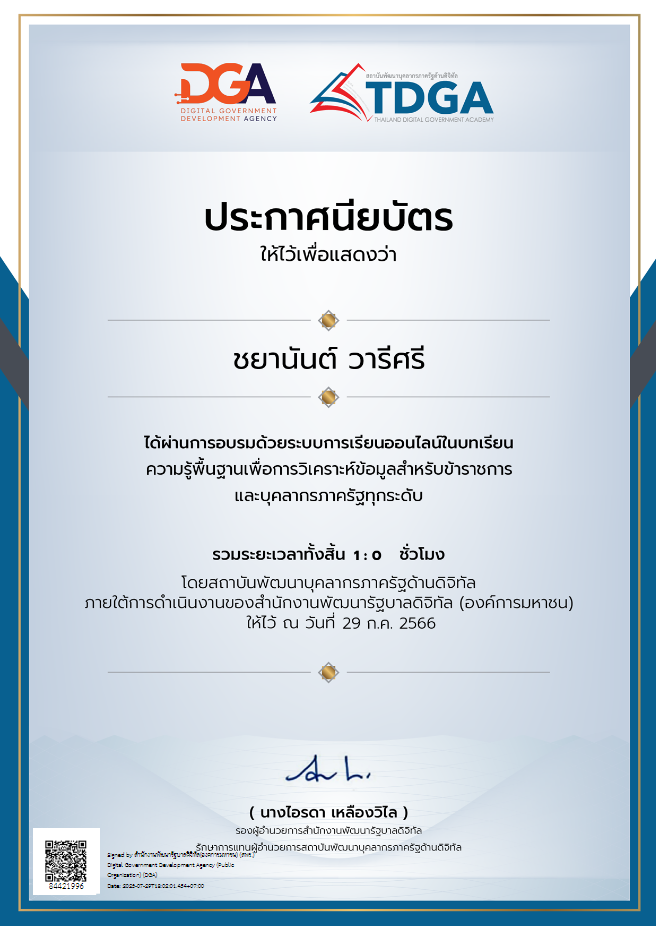 DGA
DIGITAL GOVERNMENT
DEVELOPMENT AGENCY
สถาบันพัฒนาบุคลากรภาครัฐด้านดิจิทัล
TDGA
THAILAND DIGITAL GOVERNMENT ACADEMY
ประกาศนียบัตร
ให้ไว้เพื่อแสดงว่า
ชยานันต์ วารีศรี
ได้ผ่านการอบรมด้วยระบบการเรียนออนไลน์ในบทเรียน
ความรู้พื้นฐานเพื่อการวิเคราะห์ข้อมูลสำหรับข้าราชการ
และบุคลากรภาครัฐทุกระดับ
รวมระยะเวลาทั้งสิ้น 1:0 ชั่วโมง
โดยสถาบันพัฒนาบุคลากรภาครัฐด้านดิจิทัล
ภายใต้การดำเนินงานของสำนักงานพัฒนารัฐบาลดิจิทัล (องค์การมหาชน)
ให้ไว้ ณ วันที่ 29 ก.ค. 2566
( นางไอรดา เหลืองวิไล )
รองผู้อำนวยการสำนักงานพัฒนารัฐบาลดิจิทัล
รักษาการแทนผู้อำนวยการสถาบันพัฒนาบุคลากรภาครัฐด้านดิจิทัล
Signed by สำนักงานพัฒนารัฐบาลดิจิทัล(องค์การมหาชน) (สพร.)
Digital Government Development Agency (Public
Organization) (DGA)
Date: 2023-07-29T18:02:01.454+07:00
84421996